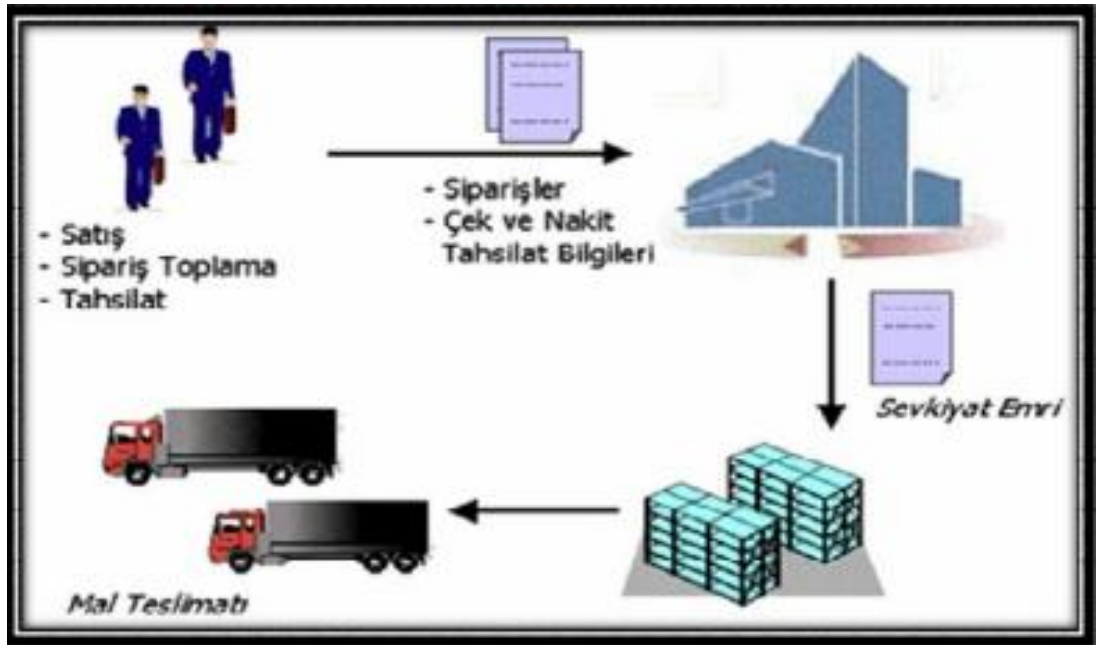 - Satış
- Sipariş Toplama
- Tahsilat
- Siparişler
- Çek ve Nakit
Tahsilat Bilgileri
Sevkiyat Emri
Mal Teslimatı